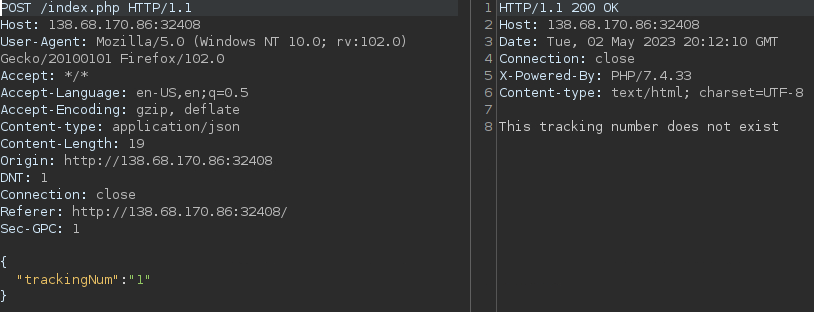 POST /index.php HTTP/1.1
Host: 138.68.170.86:32408
User-Agent: Mozilla/5.0 (Windows NT 10.0; rv:102.0)
Gecko/20100101 Firefox/102.0
Accept: */*
Accept-Language: en-US,en;q=0.5
Accept-Encoding: gzip, deflate
Content-type: application/json
Content-Length: 19
Origin: http://138.68.170.86:32408
DNT: 1
Connection: close
Referer: http://138.68.170.86:32408/
Sec-GPC: 1
{
"trackingNum":"1"
}
1 HTTP/1.1 200 OK
2 Host: 138.68.170.86:32408
3 Date: Tue, 02 May 2023 20:12:10 GMT
4 Connection: close
5 X-Powered-By: PHP/7.4.33
6 Content-type: text/html; charset=UTF-8
7
8 This tracking number does not exist